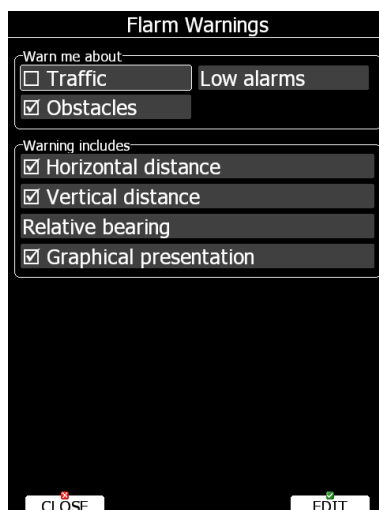 Flarm Warnings
Warn me about
Traffic Low alarms
Obstacles
Warning includes
Horizontal distance
Vertical distance
Relative bearing
Graphical presentation
CLOSE EDIT